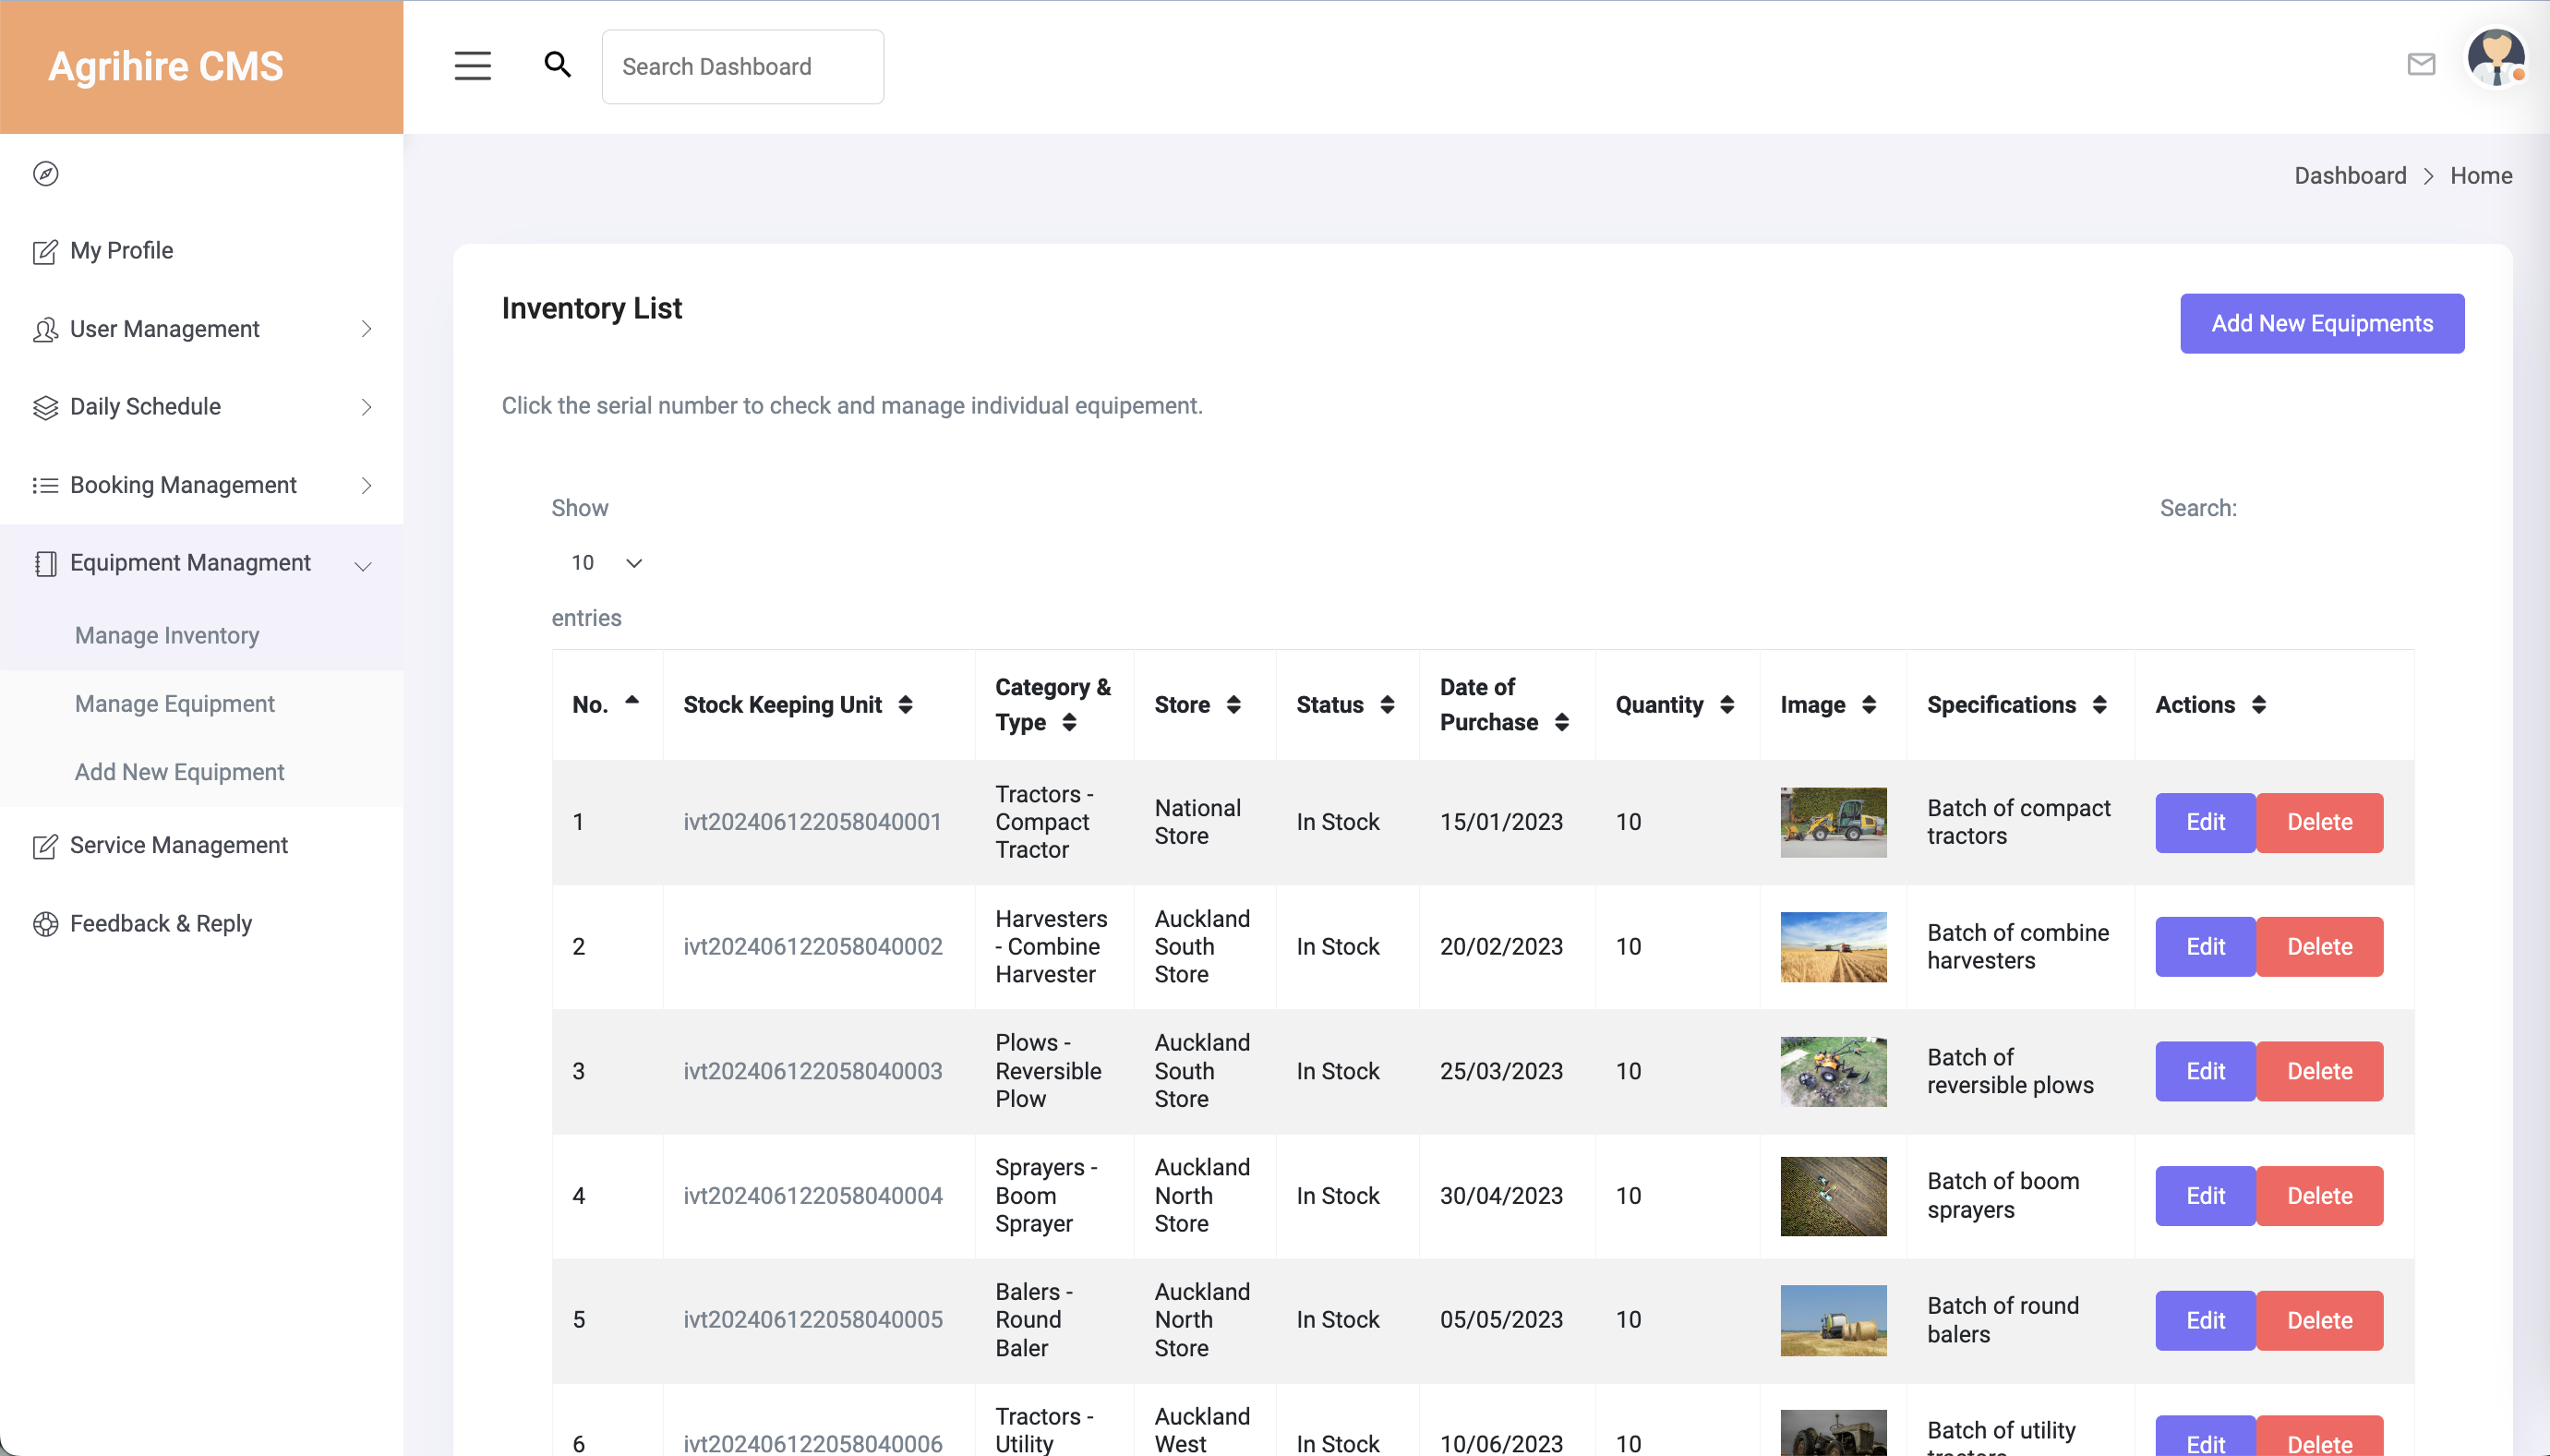 Agrihire CMS
Search Dashboard
Dashboard > Home
My Profile
User Management
Daily Schedule
Booking Management
Equipment Managment
Manage Inventory
Manage Equipment
Add New Equipment
Service Management
Feedback & Reply
Inventory List
Add New Equipments
Click the serial number to check and manage individual equipement.
Show
10
entries
Search:
No. Stock Keeping Unit Category & Type Store Status Date of Purchase Quantity Image Specifications Actions
1 ivt202406122058040001 Tractors - Compact Tractor National Store In Stock 15/01/2023 10 Batch of compact tractors Edit Delete
2 ivt202406122058040002 Harvesters - Combine Harvester Auckland South Store In Stock 20/02/2023 10 Batch of combine harvesters Edit Delete
3 ivt202406122058040003 Plows - Reversible Plow Auckland South Store In Stock 25/03/2023 10 Batch of reversible plows Edit Delete
4 ivt202406122058040004 Sprayers - Boom Sprayer Auckland North Store In Stock 30/04/2023 10 Batch of boom sprayers Edit Delete
5 ivt202406122058040005 Balers - Round Baler Auckland North Store In Stock 05/05/2023 10 Batch of round balers Edit Delete
6 ivt202406122058040006 Tractors - Utility Auckland West In Stock 10/06/2023 10 Batch of utility Edit Delete